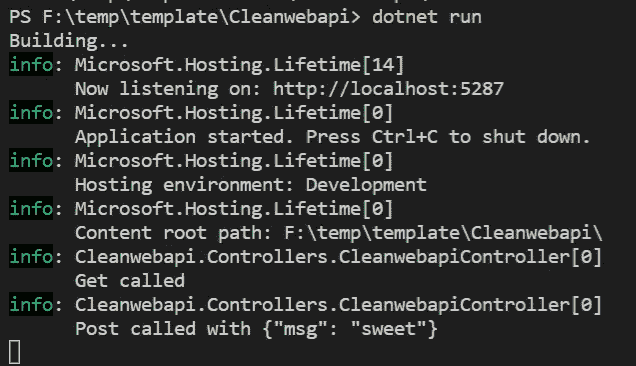 PS F:\temp\template\Cleanwebapi> dotnet run
Building...
info: Microsoft.Hosting.Lifetime[14]
Now listening on: http://localhost:5287
info: Microsoft.Hosting.Lifetime[0]
Application started. Press Ctrl+C to shut down.
info: Microsoft.Hosting.Lifetime[0]
Hosting environment: Development
info: Microsoft.Hosting.Lifetime[0]
Content root path: F:\temp\template\Cleanwebapi\
info: Cleanwebapi.Controllers.CleanwebapiController[0]
Get called
info: Cleanwebapi.Controllers.CleanwebapiController[0]
Post called with {"msg": "sweet"}